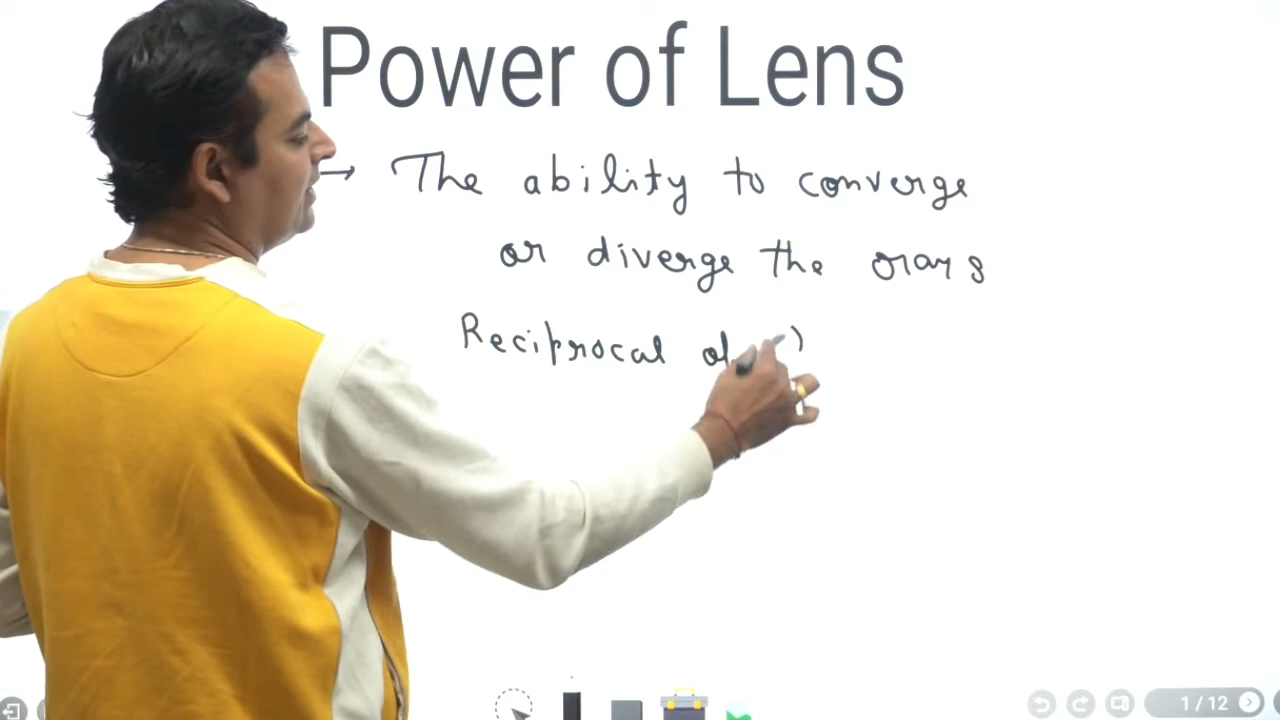 Power of Lens
→ The ability to converge
or diverge the rays
Reciprocal of
1 / 12